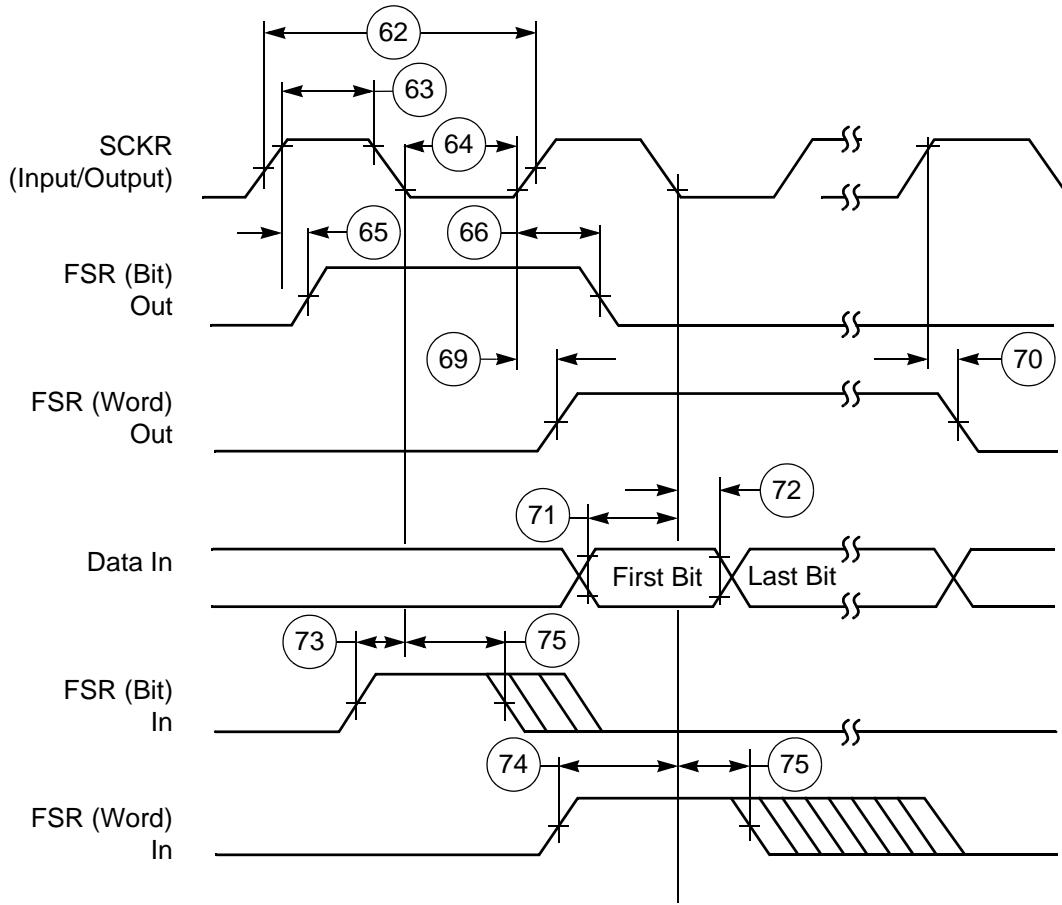 62
63
SCKR
(Input/Output)
64
65
66
FSR (Bit)
Out
69
70
FSR (Word)
Out
71
72
Data In
First Bit
Last Bit
73
75
FSR (Bit)
In
74
75
FSR (Word)
In